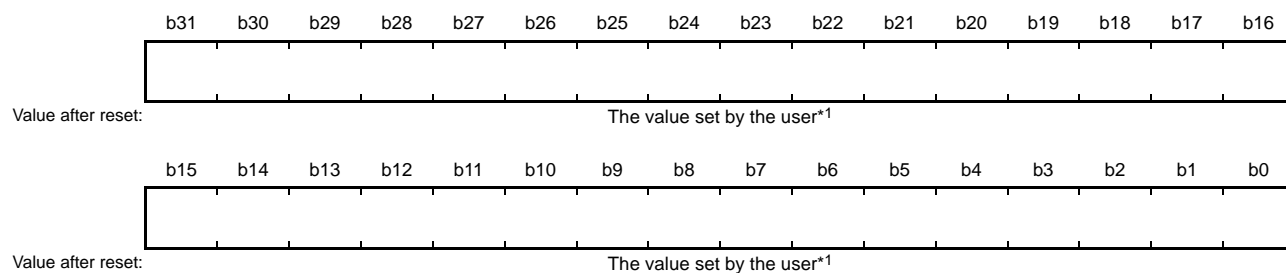 b31 b30 b29 b28 b27 b26 b25 b24 b23 b22 b21 b20 b19 b18 b17 b16
Value after reset: The value set by the user*1
b15 b14 b13 b12 b11 b10 b9 b8 b7 b6 b5 b4 b3 b2 b1 b0
Value after reset: The value set by the user*1